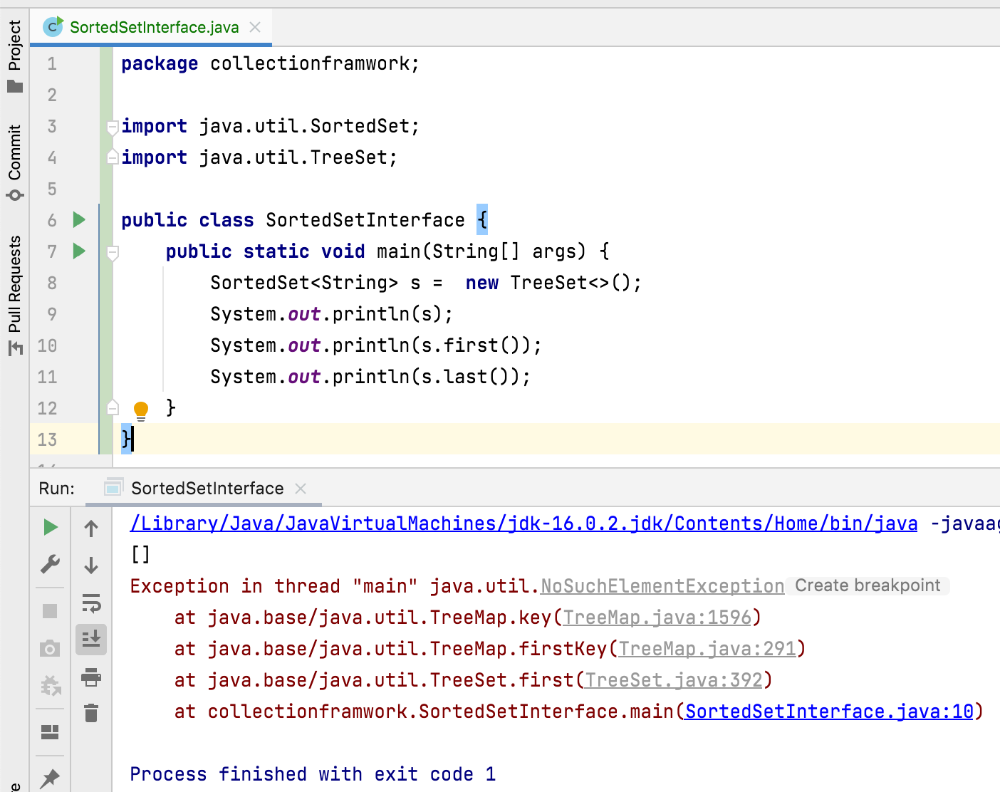 SortedSetInterface.java
Project
Commit
Pull Requests
1 package collectionframwork;
2
3 import java.util.SortedSet;
4 import java.util.TreeSet;
5
6 public class SortedSetInterface {
7 public static void main(String[] args) {
8 SortedSet<String> s =  new TreeSet<>();
9 System.out.println(s);
10 System.out.println(s.first());
11 System.out.println(s.last());
12 }
13 }
Run: SortedSetInterface
/Library/Java/JavaVirtualMachines/jdk-16.0.2.jdk/Contents/Home/bin/java -javaag
[]
Exception in thread "main" java.util.NoSuchElementException Create breakpoint
at java.base/java.util.TreeMap.key(TreeMap.java:1596)
at java.base/java.util.TreeMap.firstKey(TreeMap.java:291)
at java.base/java.util.TreeSet.first(TreeSet.java:392)
at collectionframwork.SortedSetInterface.main(SortedSetInterface.java:10)
Process finished with exit code 1